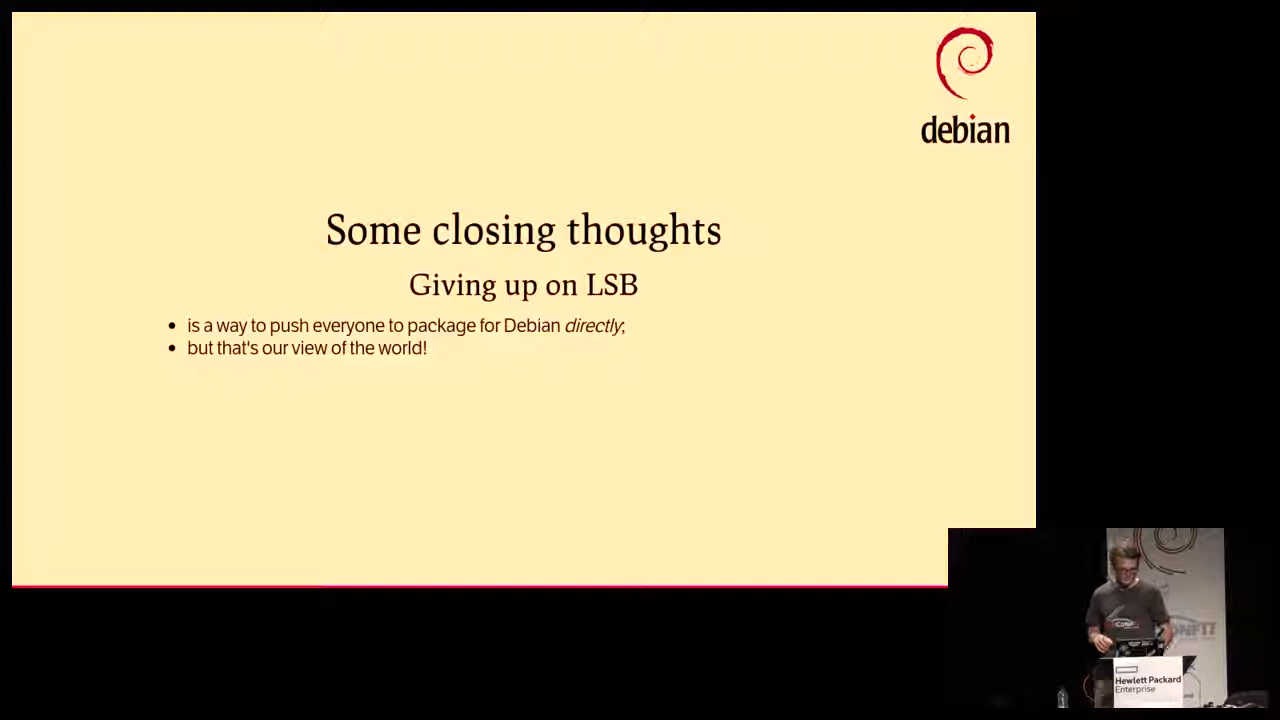 debian
Some closing thoughts
Giving up on LSB
• is a way to push everyone to package for Debian directly;
• but that's our view of the world!
Hewlett Packard
Enterprise